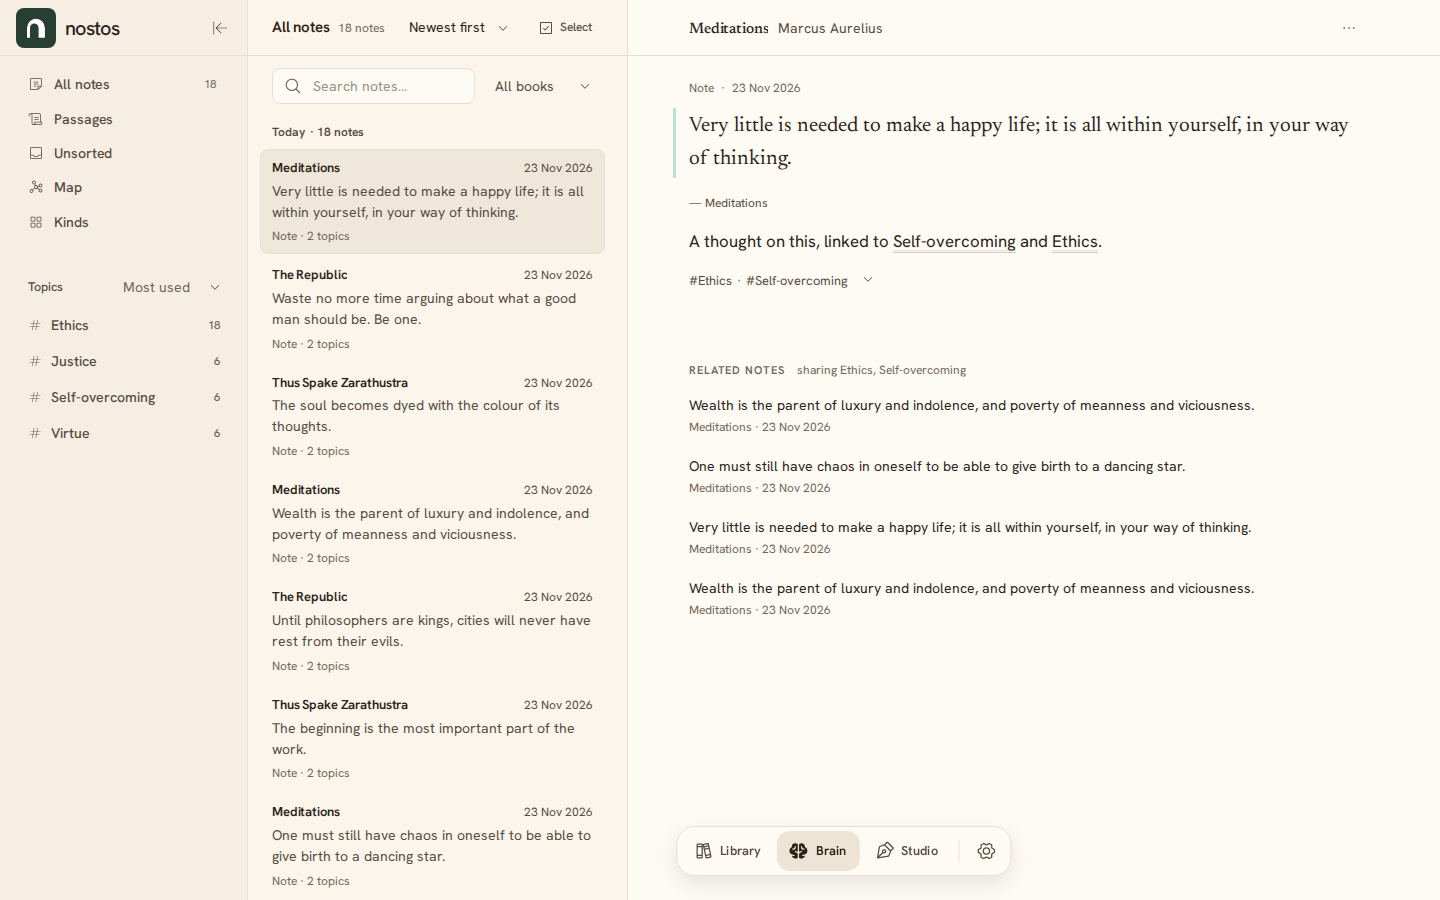 nostos
All notes 18
Passages
Unsorted
Map
Kinds
Topics Most used
# Ethics 18
# Justice 6
# Self-overcoming 6
# Virtue 6
All notes 18 notes Newest first Select
Search notes... All books
Today · 18 notes
Meditations 23 Nov 2026
Very little is needed to make a happy life; it is all
within yourself, in your way of thinking.
Note · 2 topics
The Republic 23 Nov 2026
Waste no more time arguing about what a good
man should be. Be one.
Note · 2 topics
Thus Spake Zarathustra 23 Nov 2026
The soul becomes dyed with the colour of its
thoughts.
Note · 2 topics
Meditations 23 Nov 2026
Wealth is the parent of luxury and indolence, and
poverty of meanness and viciousness.
Note · 2 topics
The Republic 23 Nov 2026
Until philosophers are kings, cities will never have
rest from their evils.
Note · 2 topics
Thus Spake Zarathustra 23 Nov 2026
The beginning is the most important part of the
work.
Note · 2 topics
Meditations 23 Nov 2026
One must still have chaos in oneself to be able to
give birth to a dancing star.
Note · 2 topics
Meditations Marcus Aurelius
Note · 23 Nov 2026
Very little is needed to make a happy life; it is all within yourself, in your way
of thinking.
— Meditations
A thought on this, linked to Self-overcoming and Ethics.
#Ethics · #Self-overcoming
RELATED NOTES sharing Ethics, Self-overcoming
Wealth is the parent of luxury and indolence, and poverty of meanness and viciousness.
Meditations · 23 Nov 2026
One must still have chaos in oneself to be able to give birth to a dancing star.
Meditations · 23 Nov 2026
Very little is needed to make a happy life; it is all within yourself, in your way of thinking.
Meditations · 23 Nov 2026
Wealth is the parent of luxury and indolence, and poverty of meanness and viciousness.
Meditations · 23 Nov 2026
Library Brain Studio